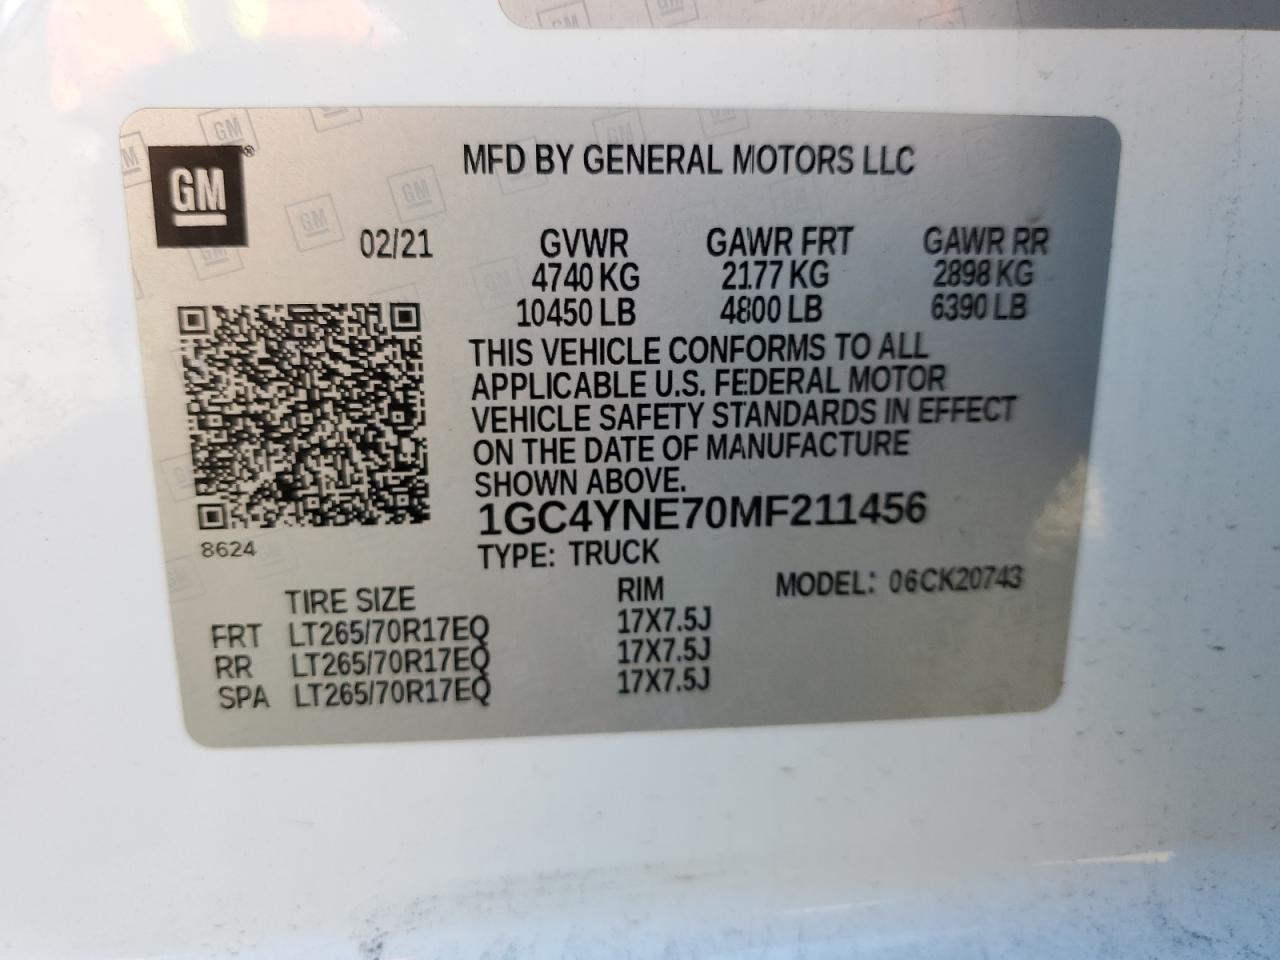 GM
MFD BY GENERAL MOTORS LLC
02/21 GVWR GAWR FRT GAWR RR
4740 KG 2177 KG 2898 KG
10450 LB 4800 LB 6390 LB
THIS VEHICLE CONFORMS TO ALL
APPLICABLE U.S. FEDERAL MOTOR
VEHICLE SAFETY STANDARDS IN EFFECT
ON THE DATE OF MANUFACTURE
SHOWN ABOVE.
1GC4YNE70MF211456
8624
TYPE: TRUCK
TIRE SIZE RIM MODEL: 06CK20743
FRT LT265/70R17EQ 17X7.5J
RR LT265/70R17EQ 17X7.5J
SPA LT265/70R17EQ 17X7.5J